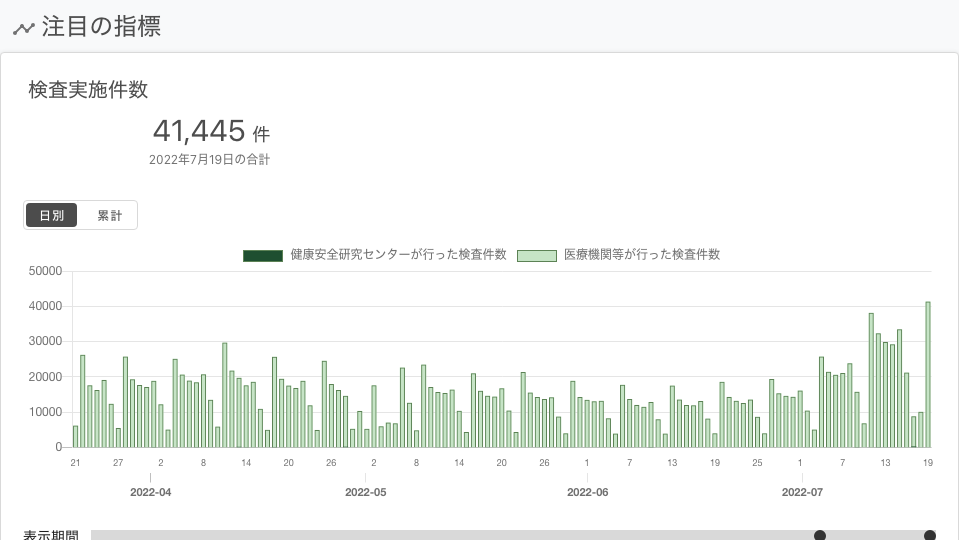 注目の指標
検査実施件数
41,445 件
2022年7月19日の合計
日別 累計
健康安全研究センターが行った検査件数 医療機関等が行った検査件数
50000
40000
30000
20000
10000
0
21 27 2 8 14 20 26 2 8 14 20 26 1 7 13 19 25 1 7 13 19
2022-04 2022-05 2022-06 2022-07
表示期間